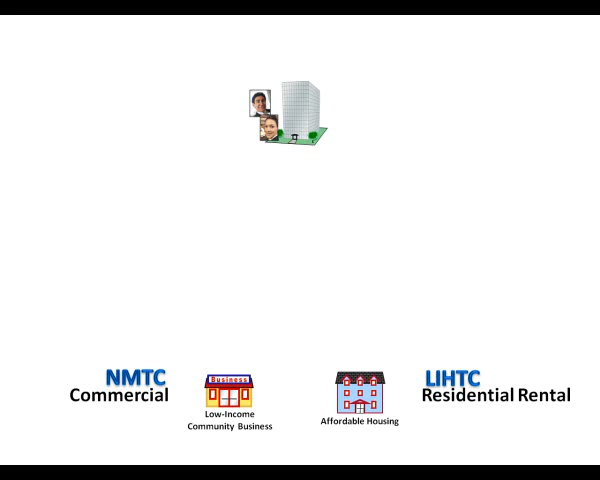 NMTC
Commercial
Business
Low-Income
Community Business
Affordable Housing
LIHTC
Residential Rental